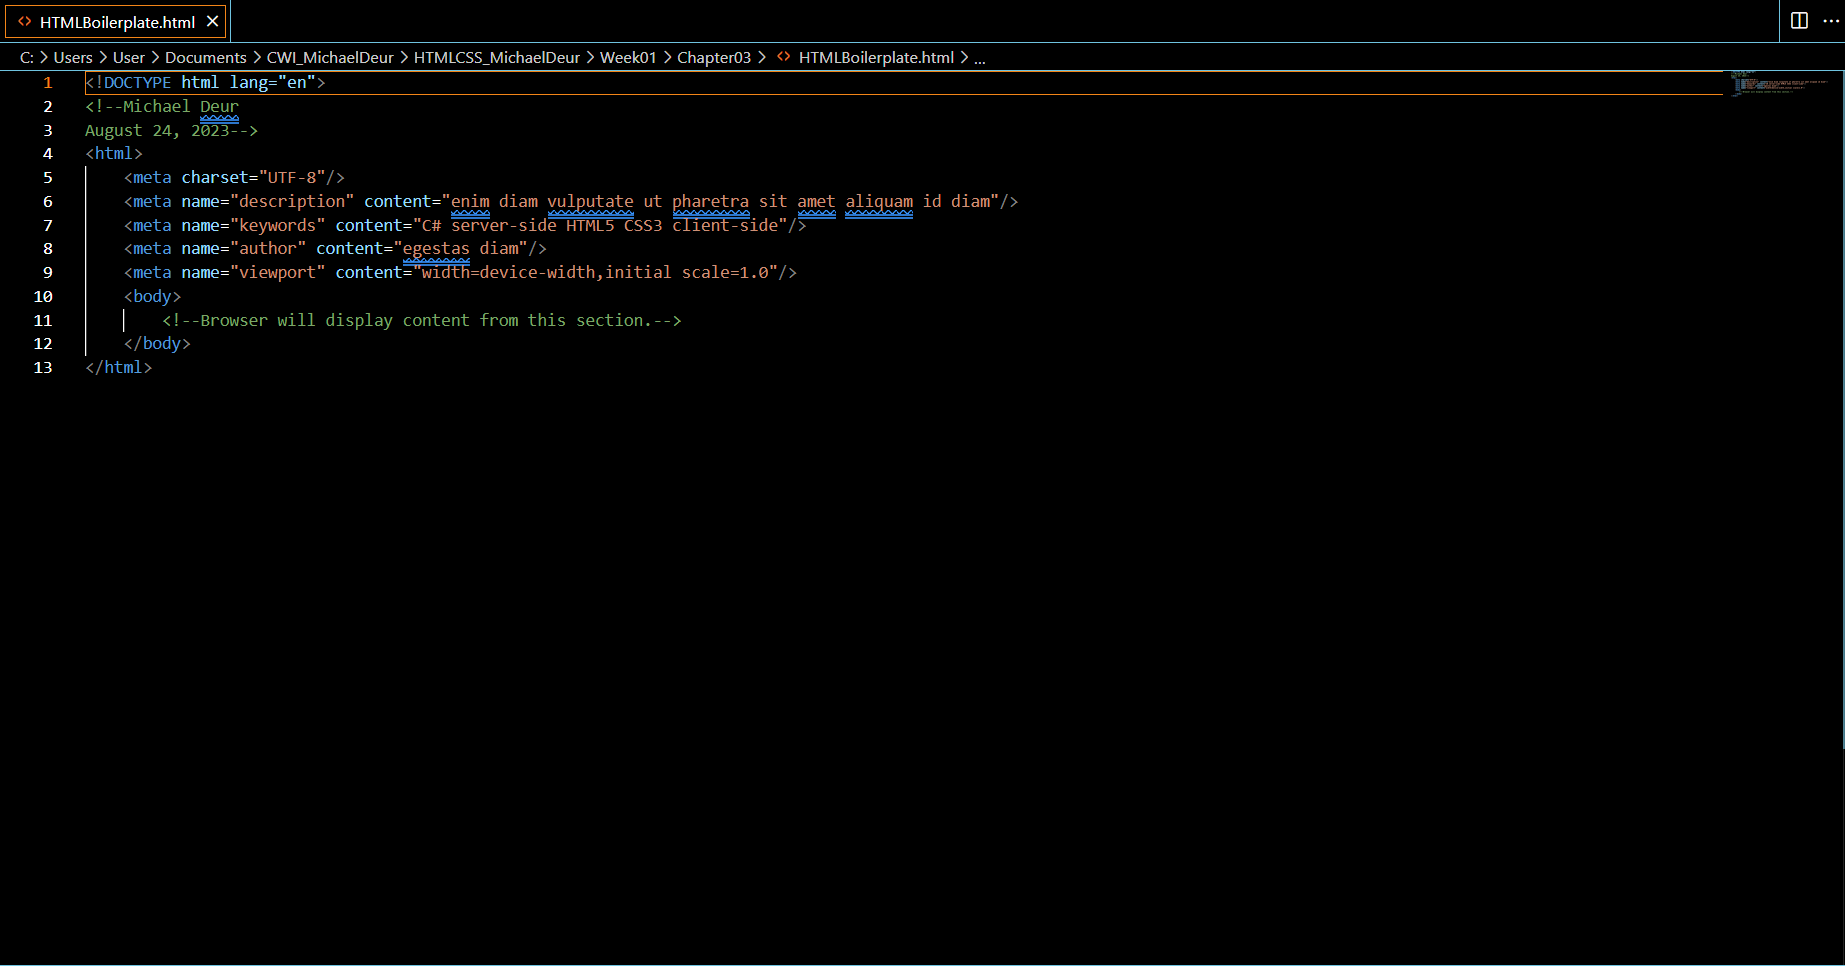 HTMLBoilerplate.html
C: > Users > User > Documents > CWI_MichaelDeur > HTMLCSS_MichaelDeur > Week01 > Chapter03 > HTMLBoilerplate.html > ...
1 <!DOCTYPE html lang="en">
2 <!--Michael Deur
3 August 24, 2023-->
4 <html>
5     <meta charset="UTF-8"/>
6     <meta name="description" content="enim diam vulputate ut pharetra sit amet aliquam id diam"/>
7     <meta name="keywords" content="C# server-side HTML5 CSS3 client-side"/>
8     <meta name="author" content="egestas diam"/>
9     <meta name="viewport" content="width=device-width,initial scale=1.0"/>
10     <body>
11         <!--Browser will display content from this section.-->
12     </body>
13 </html>